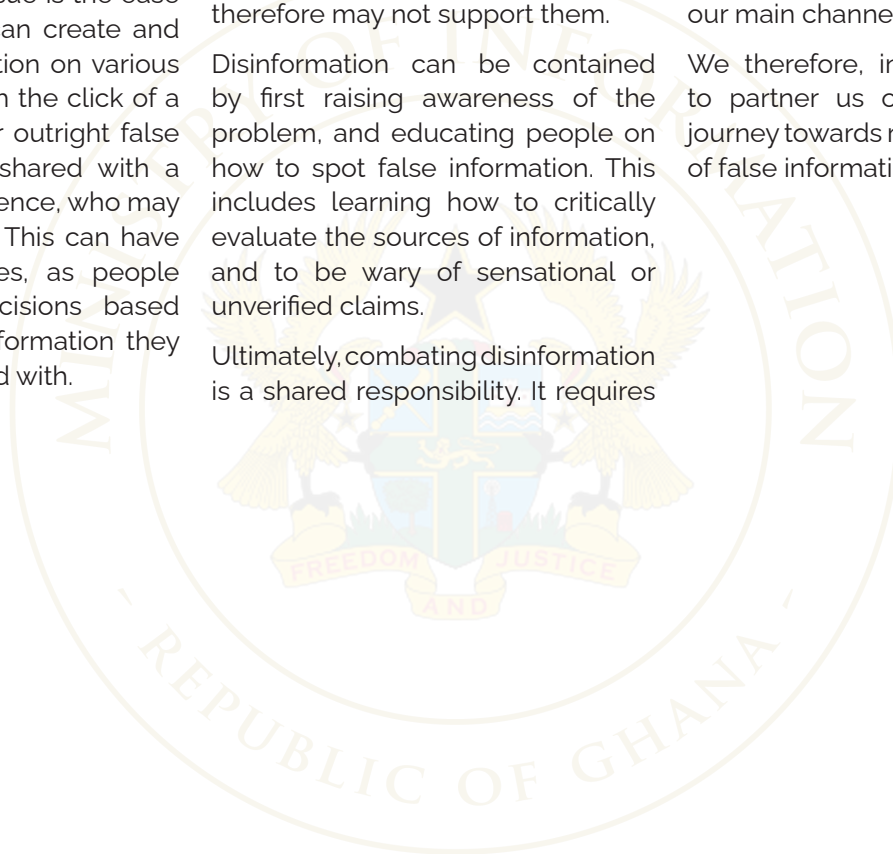 an create and
tion on various
the click of a
outright false
shared with a
ence, who may
This can have
es, as people
cisions based
formation they
d with.
therefore may not support them.
Disinformation can be contained
by first raising awareness of the
problem, and educating people on
how to spot false information. This
includes learning how to critically
evaluate the sources of information,
and to be wary of sensational or
unverified claims.
Ultimately, combating disinformation
is a shared responsibility. It requires
our main channe
We therefore, in
to partner us
journey towards
of false informati
MINISTRY OF INFORMATION
FREEDOM AND JUSTICE
- REPUBLIC OF GHANA -